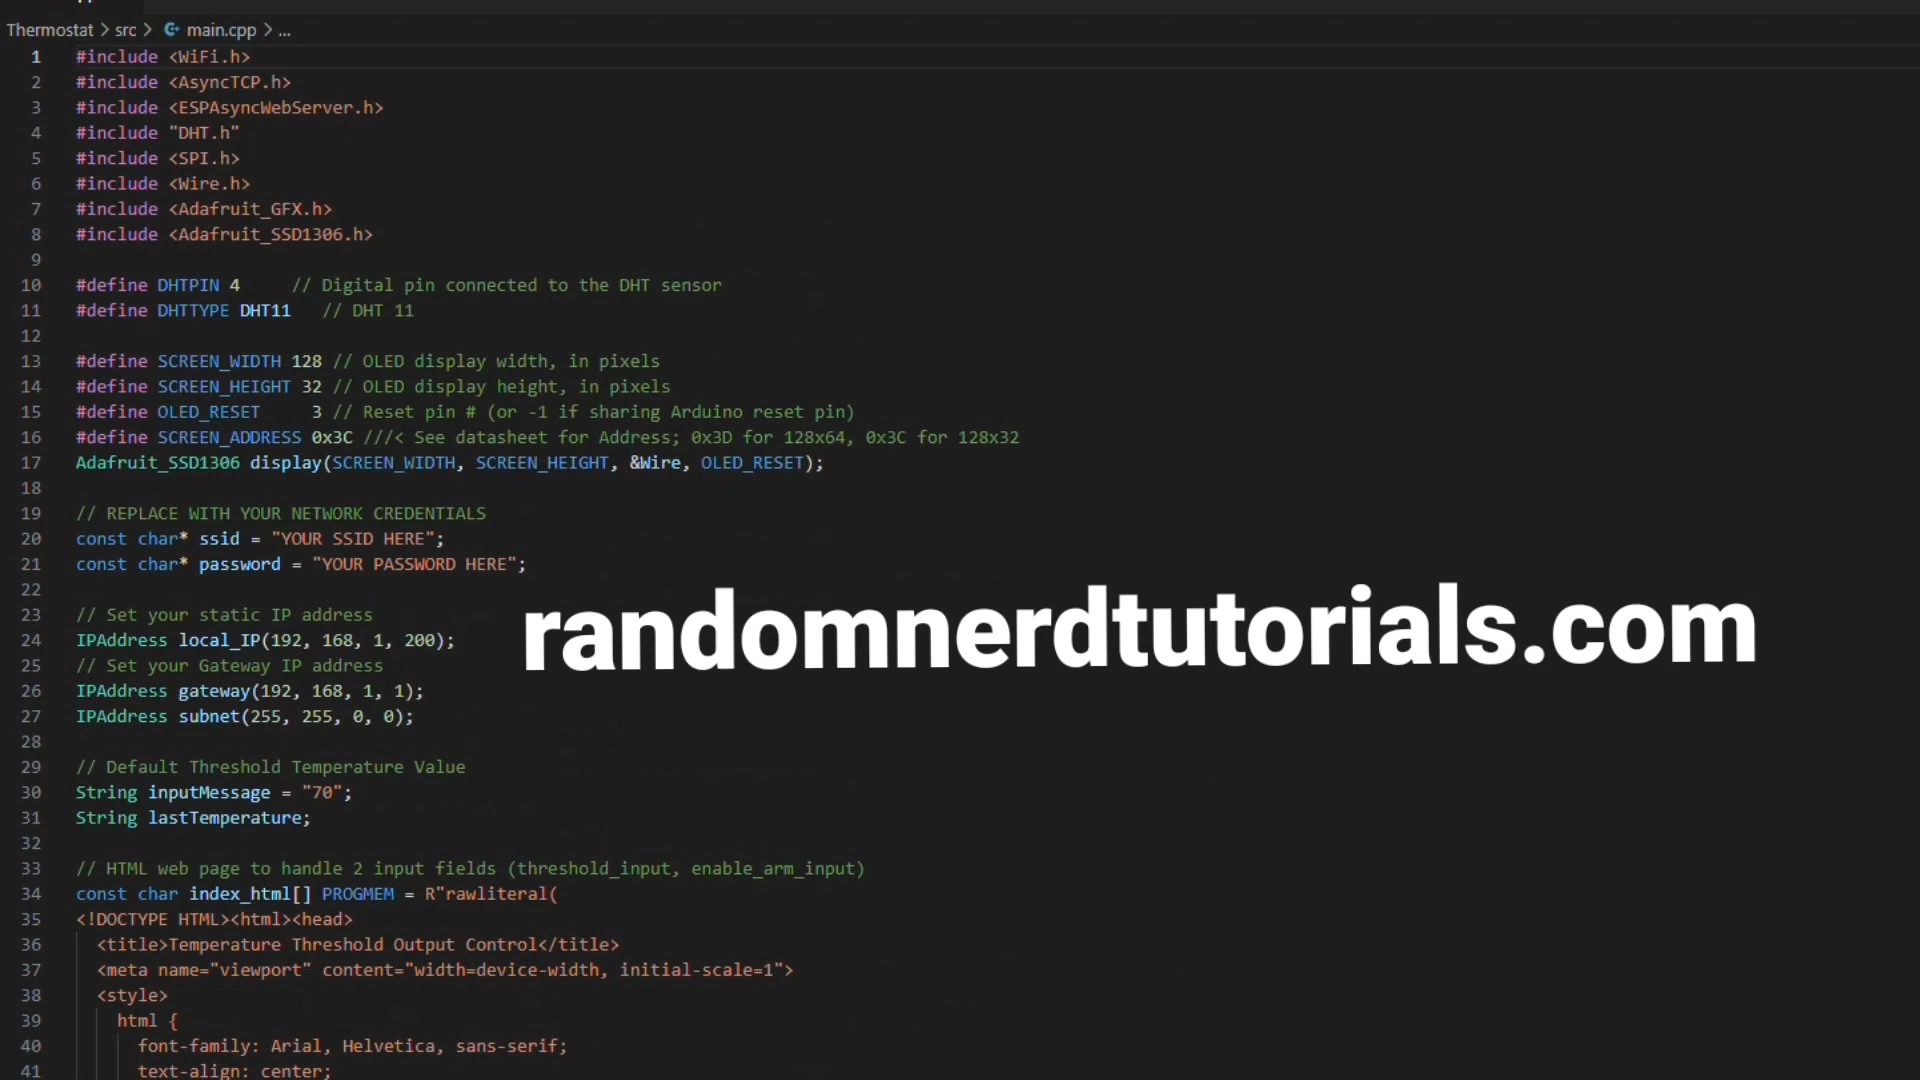 Thermostat > src > main.cpp > ...
1 #include <WiFi.h>
2 #include <AsyncTCP.h>
3 #include <ESPAsyncWebServer.h>
4 #include "DHT.h"
5 #include <SPI.h>
6 #include <Wire.h>
7 #include <Adafruit_GFX.h>
8 #include <Adafruit_SSD1306.h>
9
10 #define DHTPIN 4     // Digital pin connected to the DHT sensor
11 #define DHTTYPE DHT11   // DHT 11
12
13 #define SCREEN_WIDTH 128 // OLED display width, in pixels
14 #define SCREEN_HEIGHT 32 // OLED display height, in pixels
15 #define OLED_RESET     3 // Reset pin # (or -1 if sharing Arduino reset pin)
16 #define SCREEN_ADDRESS 0x3C ///< See datasheet for Address; 0x3D for 128x64, 0x3C for 128x32
17 Adafruit_SSD1306 display(SCREEN_WIDTH, SCREEN_HEIGHT, &Wire, OLED_RESET);
18
19 // REPLACE WITH YOUR NETWORK CREDENTIALS
20 const char* ssid = "YOUR SSID HERE";
21 const char* password = "YOUR PASSWORD HERE";
22
23 // Set your static IP address
24 IPAddress local_IP(192, 168, 1, 200);
randomnerdtutorials.com
25 // Set your Gateway IP address
26 IPAddress gateway(192, 168, 1, 1);
27 IPAddress subnet(255, 255, 0, 0);
28
29 // Default Threshold Temperature Value
30 String inputMessage = "70";
31 String lastTemperature;
32
33 // HTML web page to handle 2 input fields (threshold_input, enable_arm_input)
34 const char index_html[] PROGMEM = R"rawliteral(
35 <!DOCTYPE HTML><html><head>
36   <title>Temperature Threshold Output Control</title>
37   <meta name="viewport" content="width=device-width, initial-scale=1">
38   <style>
39     html {
40       font-family: Arial, Helvetica, sans-serif;
41       text-align: center;